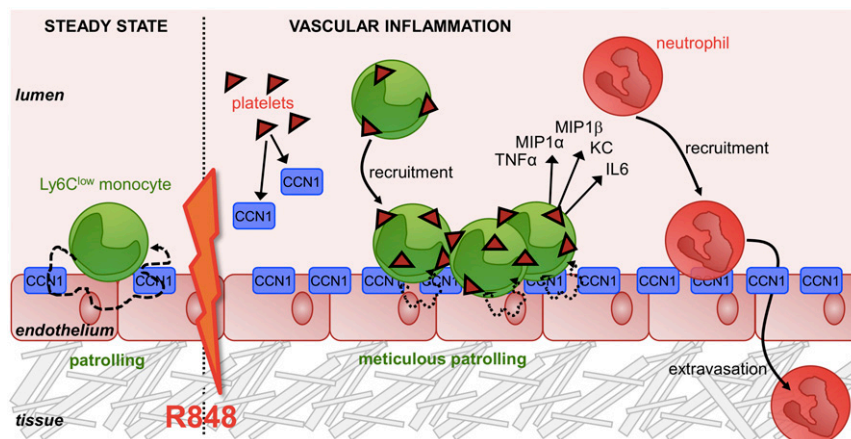 STEADY STATE
VASCULAR INFLAMMATION
lumen
platelets
neutrophil
MIP1α
MIP1β
TNFα
KC
IL6
recruitment
recruitment
Ly6Clow monocyte
CCN1
CCN1
CCN1
CCN1
CCN1
CCN1
CCN1
CCN1
CCN1
CCN1
CCN1
CCN1
CCN1
CCN1
endothelium
patrolling
meticulous patrolling
extravasation
tissue
R848